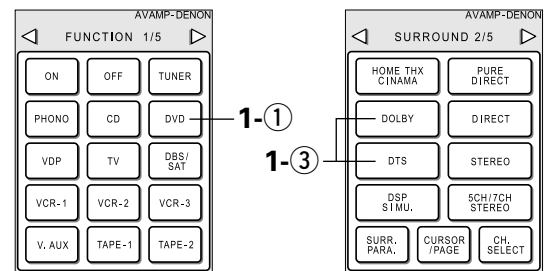 AVAMP-DENON
FUNCTION 1/5
ON OFF TUNER
PHONO CD DVD
VDP TV DBS/
SAT
VCR-1 VCR-2 VCR-3
V. AUX TAPE-1 TAPE-2
1-①
AVAMP-DENON
SURROUND 2/5
HOME THX
CINAMA
PURE
DIRECT
DOLBY DIRECT
1-③
DTS STEREO
DSP
SIMU.
5CH/7CH
STEREO
SURR.
PARA.
CURSOR
/PAGE
CH.
SELECT